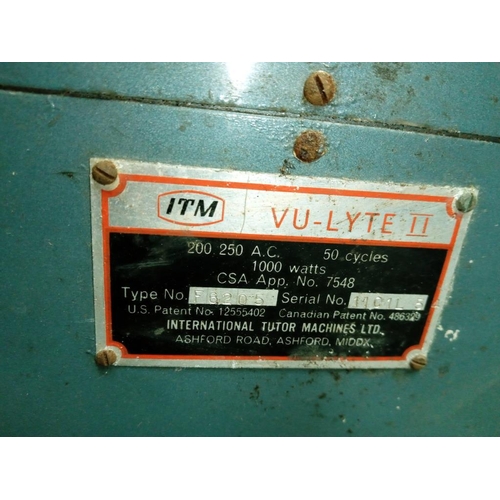 ITM VU-LYTE II
200 250 A.C. 50 cycles
1000 watts
CSA App. No. 7548
Type No. Serial No.
U.S. Patent No: 12555402 Canadian Patent No. 486329
INTERNATIONAL TUTOR MACHINES LTD.
ASHFORD ROAD, ASHFORD, MIDDX.